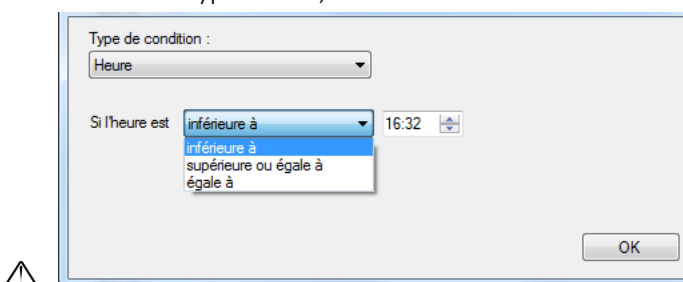 Type de condition :
Heure
Si l'heure est inférieure à 16:32
inférieure à
supérieure ou égale à
égale à
OK